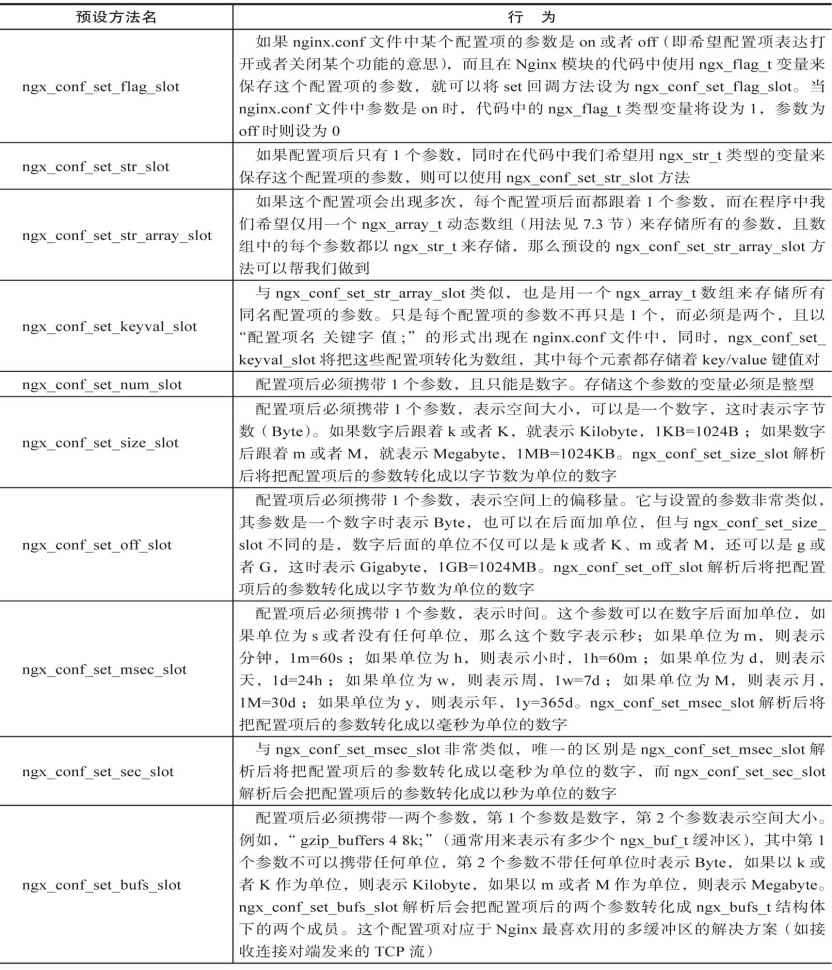 预设方法名
行 为
ngx_conf_set_flag_slot
如果 nginx.conf 文件中某个配置项的参数是 on 或者 off（即希望配置项表达打
开或者关闭某个功能的意思），而且在 Nginx 模块的代码中使用 ngx_flag_t 变量来
保存这个配置项的参数，就可以将 set 回调方法设为 ngx_conf_set_flag_slot。当
nginx.conf 文件中参数是 on 时，代码中的 ngx_flag_t 类型变量将设为 1，参数为
off 时则设为 0
ngx_conf_set_str_slot
如果配置项后只有 1 个参数，同时在代码中我们希望用 ngx_str_t 类型的变量来
保存这个配置项的参数，则可以使用 ngx_conf_set_str_slot 方法
ngx_conf_set_str_array_slot
如果这个配置项会出现多次，每个配置项后面都跟着 1 个参数，而在程序中我
们希望仅用一个 ngx_array_t 动态数组（用法见 7.3 节）来存储所有的参数，且数
组中的每个参数都以 ngx_str_t 来存储，那么预设的 ngx_conf_set_str_array_slot 方
法可以帮我们做到
ngx_conf_set_keyval_slot
与 ngx_conf_set_str_array_slot 类似，也是用一个 ngx_array_t 数组来存储所有
同名配置项的参数。只是每个配置项的参数不再只是 1 个，而必须是两个，且以
“配置项名 关键字 值；”的形式出现在 nginx.conf 文件中，同时，ngx_conf_set_
keyval_slot 将把这些配置项转化为数组，其中每个元素都存储着 key/value 键值对
ngx_conf_set_num_slot
配置项后必须携带 1 个参数，且只能是数字。存储这个参数的变量必须是整型
ngx_conf_set_size_slot
配置项后必须携带 1 个参数，表示空间大小，可以是一个数字，这时表示字节
数（Byte）。如果数字后跟着 k 或者 K，就表示 Kilobyte，1KB=1024B；如果数字
后跟着 m 或者 M，就表示 Megabyte，1MB=1024KB。ngx_conf_set_size_slot 解析
后将把配置项后的参数转化成以字节数为单位的数字
ngx_conf_set_off_slot
配置项后必须携带 1 个参数，表示空间上的偏移量。它与设置的参数非常类似，
其参数是一个数字时表示 Byte，也可以在后面加单位，但与 ngx_conf_set_size_
slot 不同的是，数字后面的单位不仅可以是 k 或者 K、m 或者 M，还可以是 g 或
者 G，这时表示 Gigabyte，1GB=1024MB。ngx_conf_set_off_slot 解析后将把配置
项后的参数转化成以字节数为单位的数字
ngx_conf_set_msec_slot
配置项后必须携带 1 个参数，表示时间。这个参数可以在数字后面加单位，如
果单位为 s 或者没有任何单位，那么这个数字表示秒；如果单位为 m，则表示
分钟，1m=60s；如果单位为 h，则表示小时，1h=60m；如果单位为 d，则表示
天，1d=24h；如果单位为 w，则表示周，1w=7d；如果单位为 M，则表示月，
1M=30d；如果单位为 y，则表示年，1y=365d。ngx_conf_set_msec_slot 解析后将
把配置项后的参数转化成以毫秒为单位的数字
ngx_conf_set_sec_slot
与 ngx_conf_set_msec_slot 非常类似，唯一的区别是 ngx_conf_set_msec_slot 解
析后将把配置项后的参数转化成以毫秒为单位的数字，而 ngx_conf_set_sec_slot
解析后会把配置项后的参数转化成以秒为单位的数字
ngx_conf_set_bufs_slot
配置项后必须携带一两个参数，第 1 个参数是数字，第 2 个参数表示空间大小。
例如，“gzip_buffers 4 8k;”（通常用来表示有多少个 ngx_buf_t 缓冲区），其中第 1
个参数不可以携带任何单位，第 2 个参数不带任何单位时表示 Byte，如果以 k 或
者 K 作为单位，则表示 Kilobyte，如果以 m 或者 M 作为单位，则表示 Megabyte。
ngx_conf_set_bufs_slot 解析后会把配置项后的两个参数转化成 ngx_bufs_t 结构体
下的两个成员。这个配置项对应于 Nginx 最喜欢用的多缓冲区的解决方案（如接
收连接对端发来的 TCP 流）